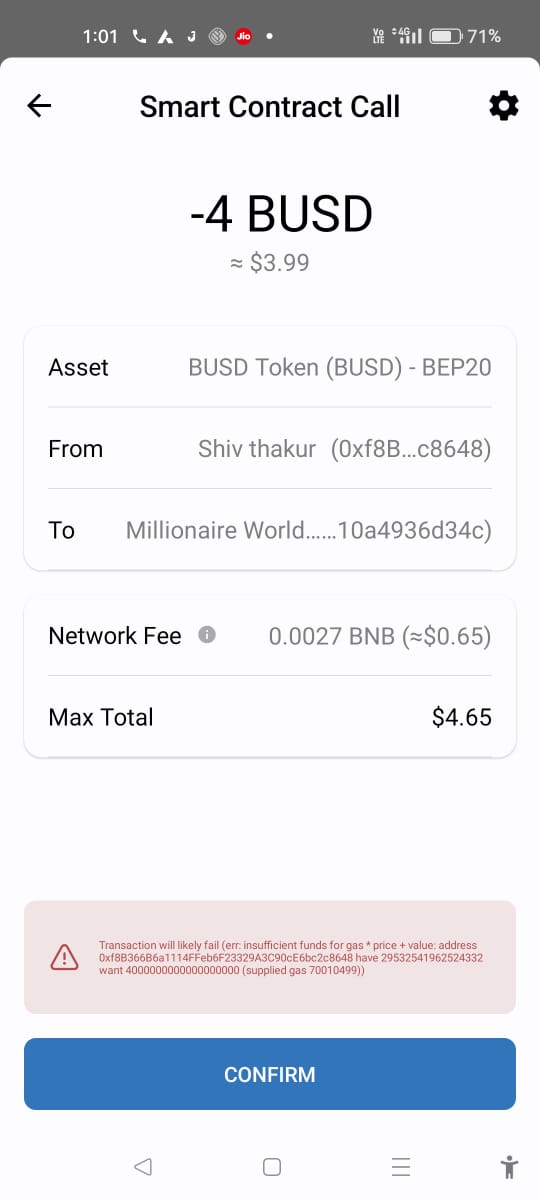 1:01
Jio
Vo LTE
4G
71%
Smart Contract Call
-4 BUSD
≈ $3.99
Asset BUSD Token (BUSD) - BEP20
From Shiv thakur (0xf8B...c8648)
To Millionaire World......10a4936d34c)
Network Fee 0.0027 BNB (≈$0.65)
Max Total $4.65
Transaction will likely fail (err: insufficient funds for gas * price + value: address
0xf8B366B6a1114FFeb6F23329A3C90cE6bc2c8648 have 29532541962524332
want 4000000000000000000 (supplied gas 70010499))
CONFIRM